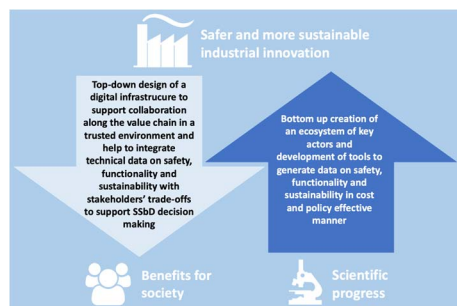 Safer and more sustainable
industrial innovation
Top-down design of a
digital infrastrucure to
support collaboration
along the value chain in a
trusted environment and
help to integrate
technical data on safety,
functionality and
sustainability with
stakeholders' trade-offs
to support SSbD decision
making
Bottom up creation of
an ecosystem of key
actors and
development of tools to
generate data on safety,
functionality and
sustainability in cost
and policy effective
manner
Benefits for
society
Scientific
progress